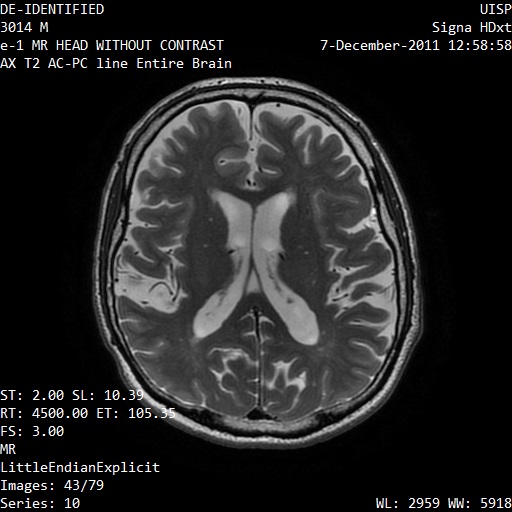 DE-IDENTIFIED
3014 M
e-1 MR HEAD WITHOUT CONTRAST
AX T2 AC-PC line Entire Brain
UISP
Signa HDxt
7-December-2011 12:58:58
ST: 2.00 SL: 10.39
RT: 4500.00 ET: 105.35
FS: 3.00
MR
LittleEndianExplicit
Images: 43/79
Series: 10
WL: 2959 WW: 5918